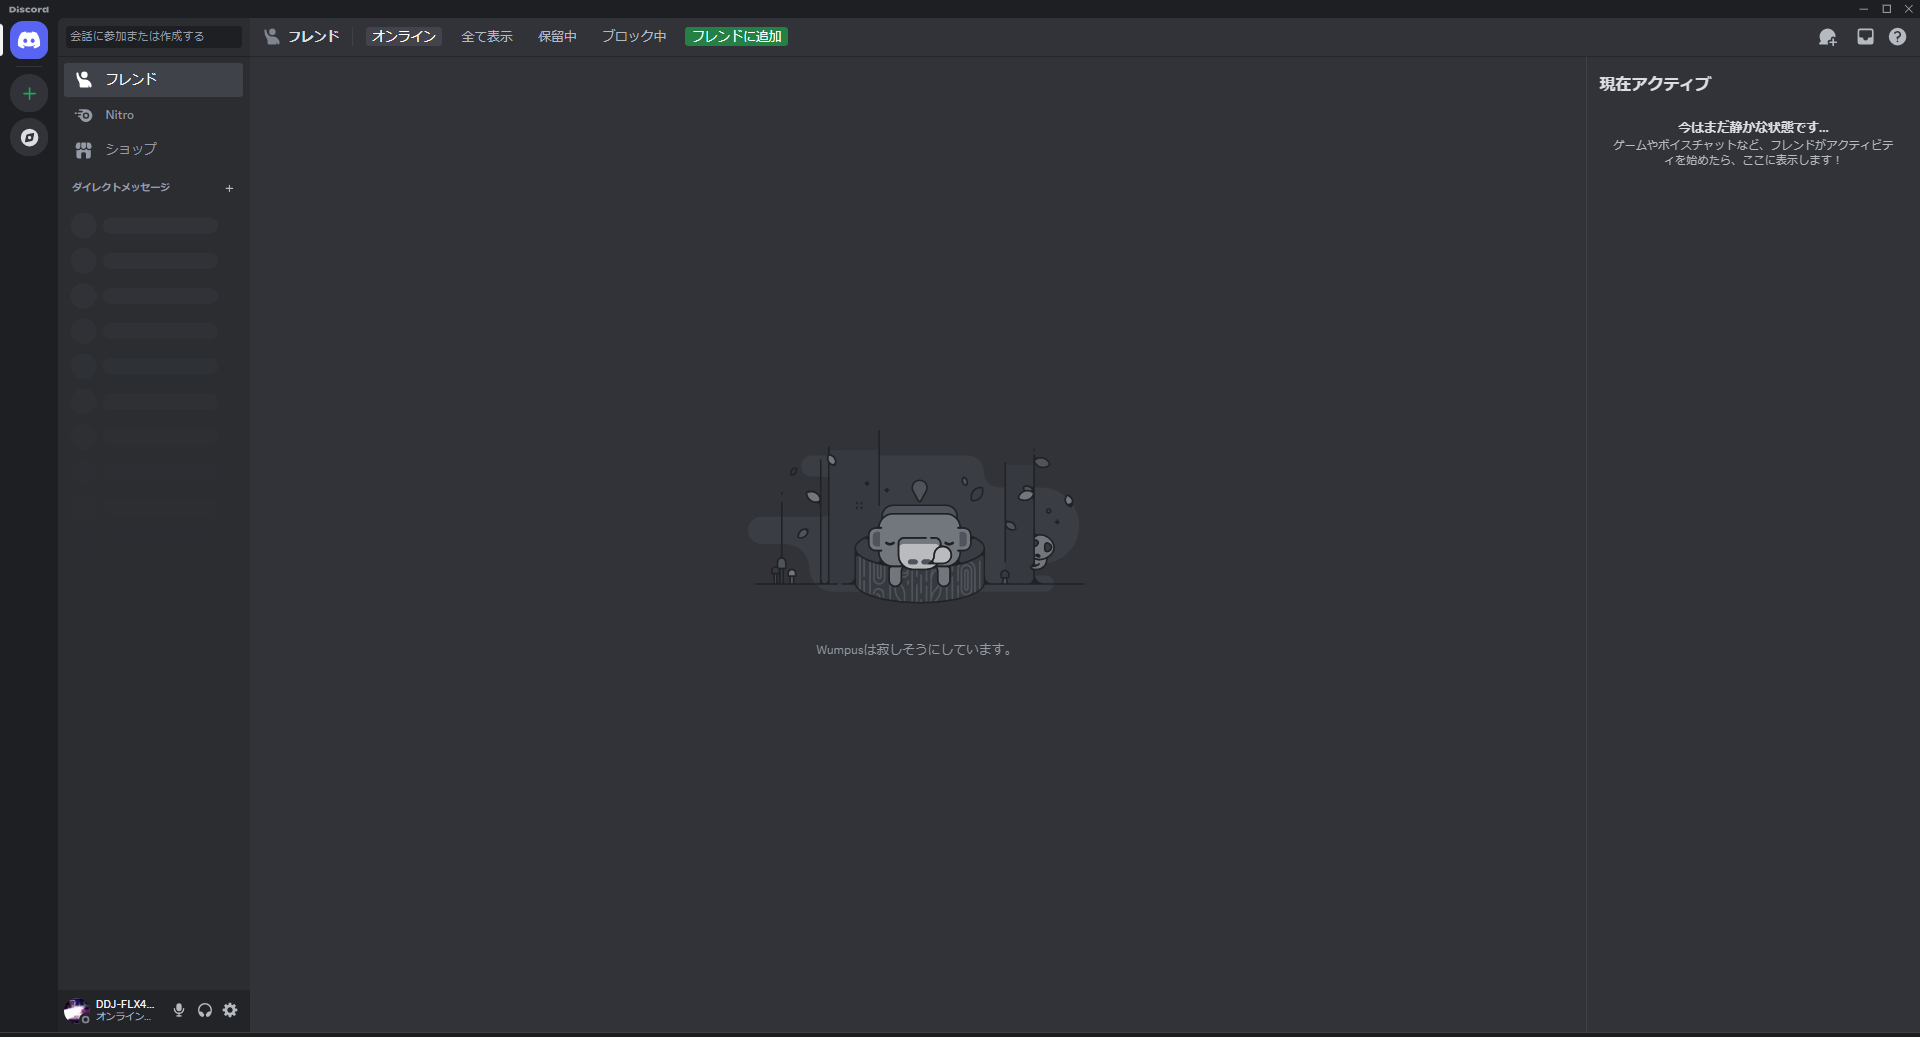 Discord
会話に参加または作成する
フレンド
オンライン
全て表示
保留中
ブロック中
フレンドに追加
フレンド
Nitro
ショップ
ダイレクトメッセージ
現在アクティブ
今はまだ静かな状態です...
ゲームやボイスチャットなど、フレンドがアクティビテ
ィを始めたら、ここに表示します！
Wumpusは寂しそうにしています。
DDJ-FLX4...
オンライン...